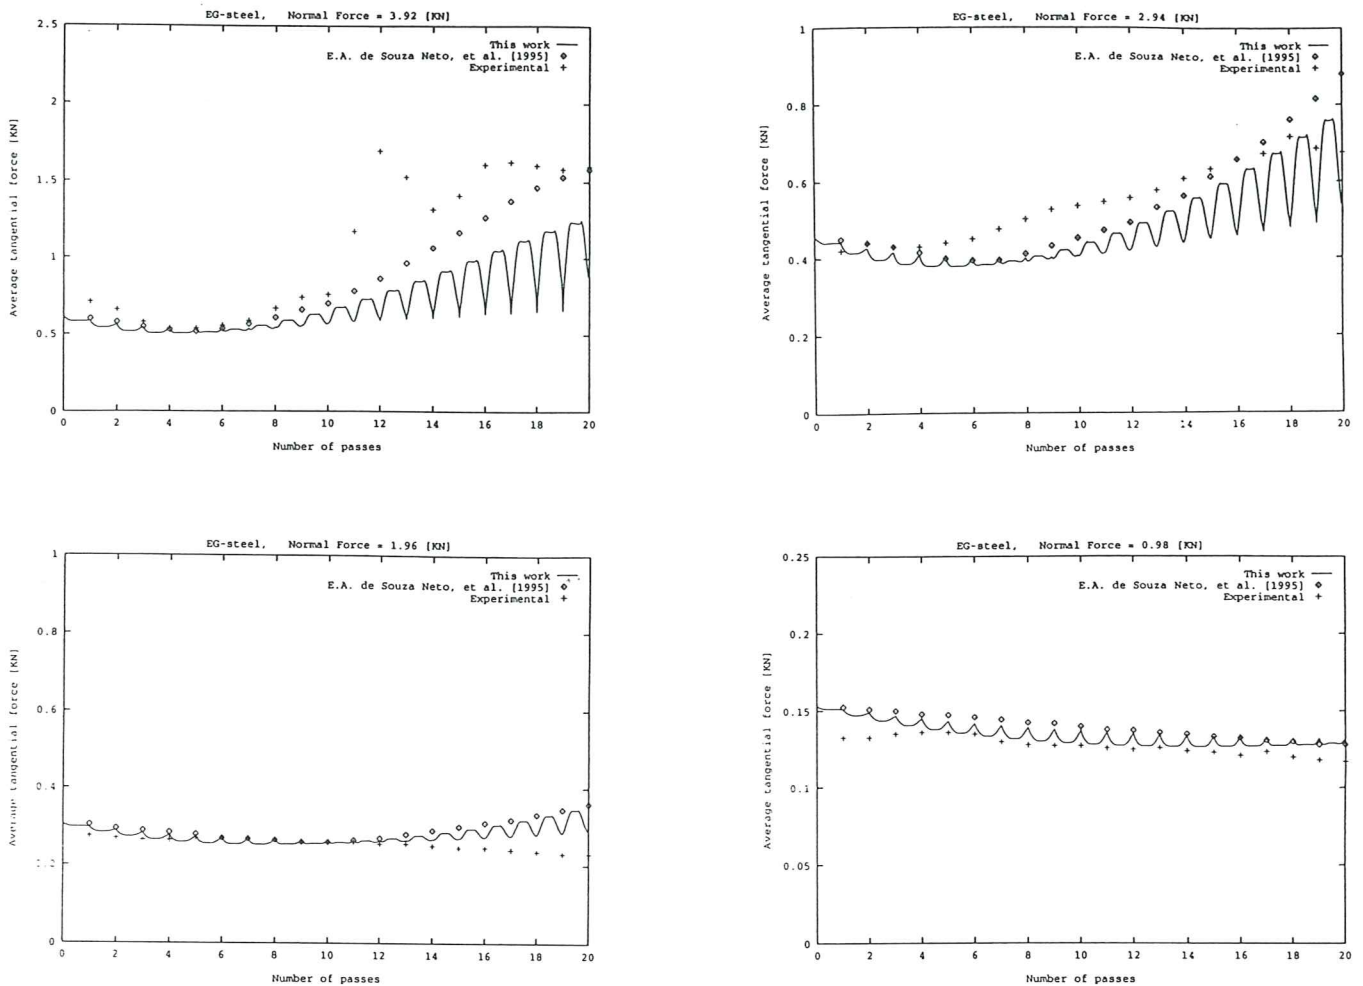 EG-steel, Normal Force = 3.92 [KN]
2.5
2
1.5
1
0.5
0
Average tangential force [KN]
This work
E.A. de Souza Neto, et al. [1995]
Experimental
0 2 4 6 8 10 12 14 16 18 20
Number of passes
EG-steel, Normal Force = 2.94 [KN]
1
0.8
0.6
0.4
0.2
0
Average tangential force [KN]
This work
E.A. de Souza Neto, et al. [1995]
Experimental
0 2 4 6 8 10 12 14 16 18 20
Number of passes
EG-steel, Normal Force = 1.96 [KN]
1
0.8
0.6
0.4
0
Average tangential force [KN]
This work
E.A. de Souza Neto, et al. [1995]
Experimental
0 2 4 6 8 10 12 14 16 18 20
Number of passes
EG-steel, Normal Force = 0.98 [KN]
0.25
0.2
0.15
0.1
0.05
0
Average tangential force [KN]
This work
E.A. de Souza Neto, et al. [1995]
Experimental
0 2 4 6 8 10 12 14 16 18 20
Number of passes